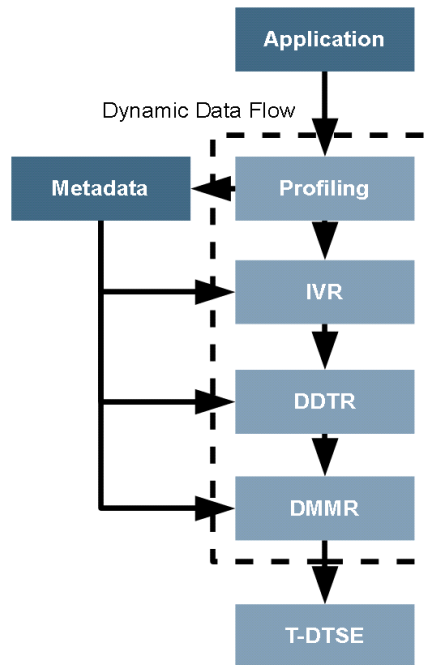 Application
Dynamic Data Flow
Metadata
Profiling
IVR
DDTR
DMMR
T-DTSE